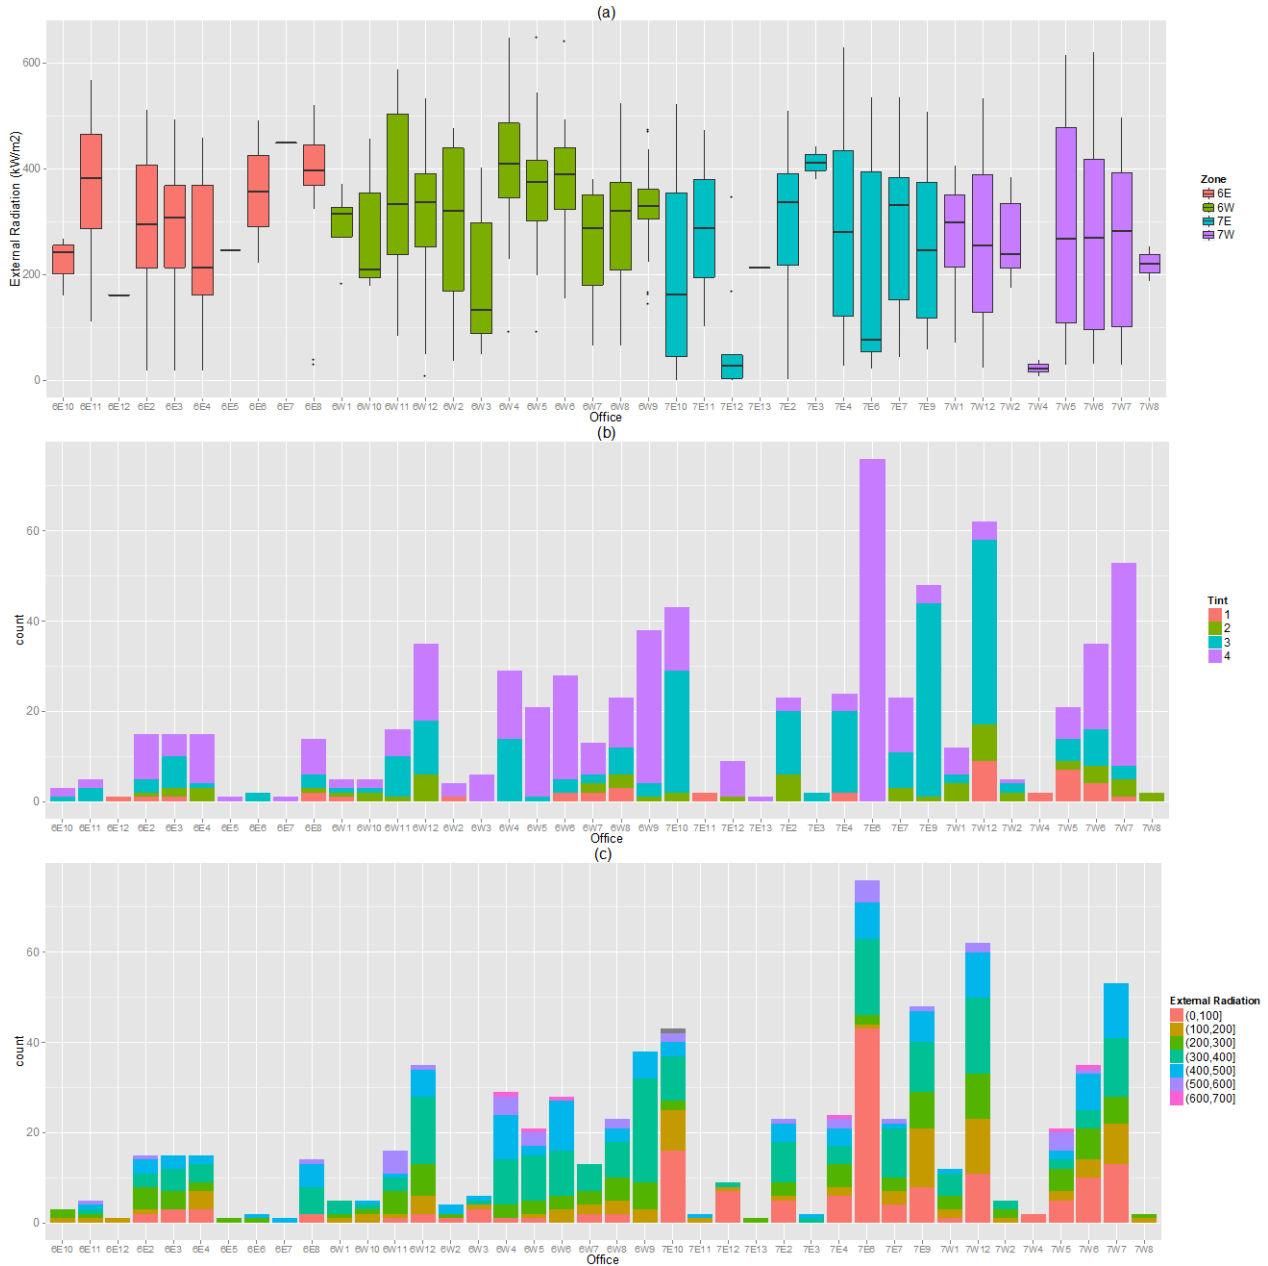 (a)
External Radiation (kW/m2)
600
400
200
0
6E10 6E11 6E12 6E2 6E3 6E4 6E5 6E6 6E7 6E8 6W1 6W10 6W11 6W12 6W2 6W3 6W4 6W5 6W6 6W7 6W8 6W9 7E10 7E11 7E12 7E13 7E2 7E3 7E4 7E6 7E7 7E9 7W1 7W12 7W2 7W4 7W5 7W6 7W7 7W8
Office
Zone
6E
6W
7E
7W
(b)
count
60
40
20
0
6E10 6E11 6E12 6E2 6E3 6E4 6E5 6E6 6E7 6E8 6W1 6W10 6W11 6W12 6W2 6W3 6W4 6W5 6W6 6W7 6W8 6W9 7E10 7E11 7E12 7E13 7E2 7E3 7E4 7E6 7E7 7E9 7W1 7W12 7W2 7W4 7W5 7W6 7W7 7W8
Office
Tint
1
2
3
4
(c)
count
60
40
20
0
6E10 6E11 6E12 6E2 6E3 6E4 6E5 6E6 6E7 6E8 6W1 6W10 6W11 6W12 6W2 6W3 6W4 6W5 6W6 6W7 6W8 6W9 7E10 7E11 7E12 7E13 7E2 7E3 7E4 7E6 7E7 7E9 7W1 7W12 7W2 7W4 7W5 7W6 7W7 7W8
Office
External Radiation
(0,100]
(100,200]
(200,300]
(300,400]
(400,500]
(500,600]
(600,700]